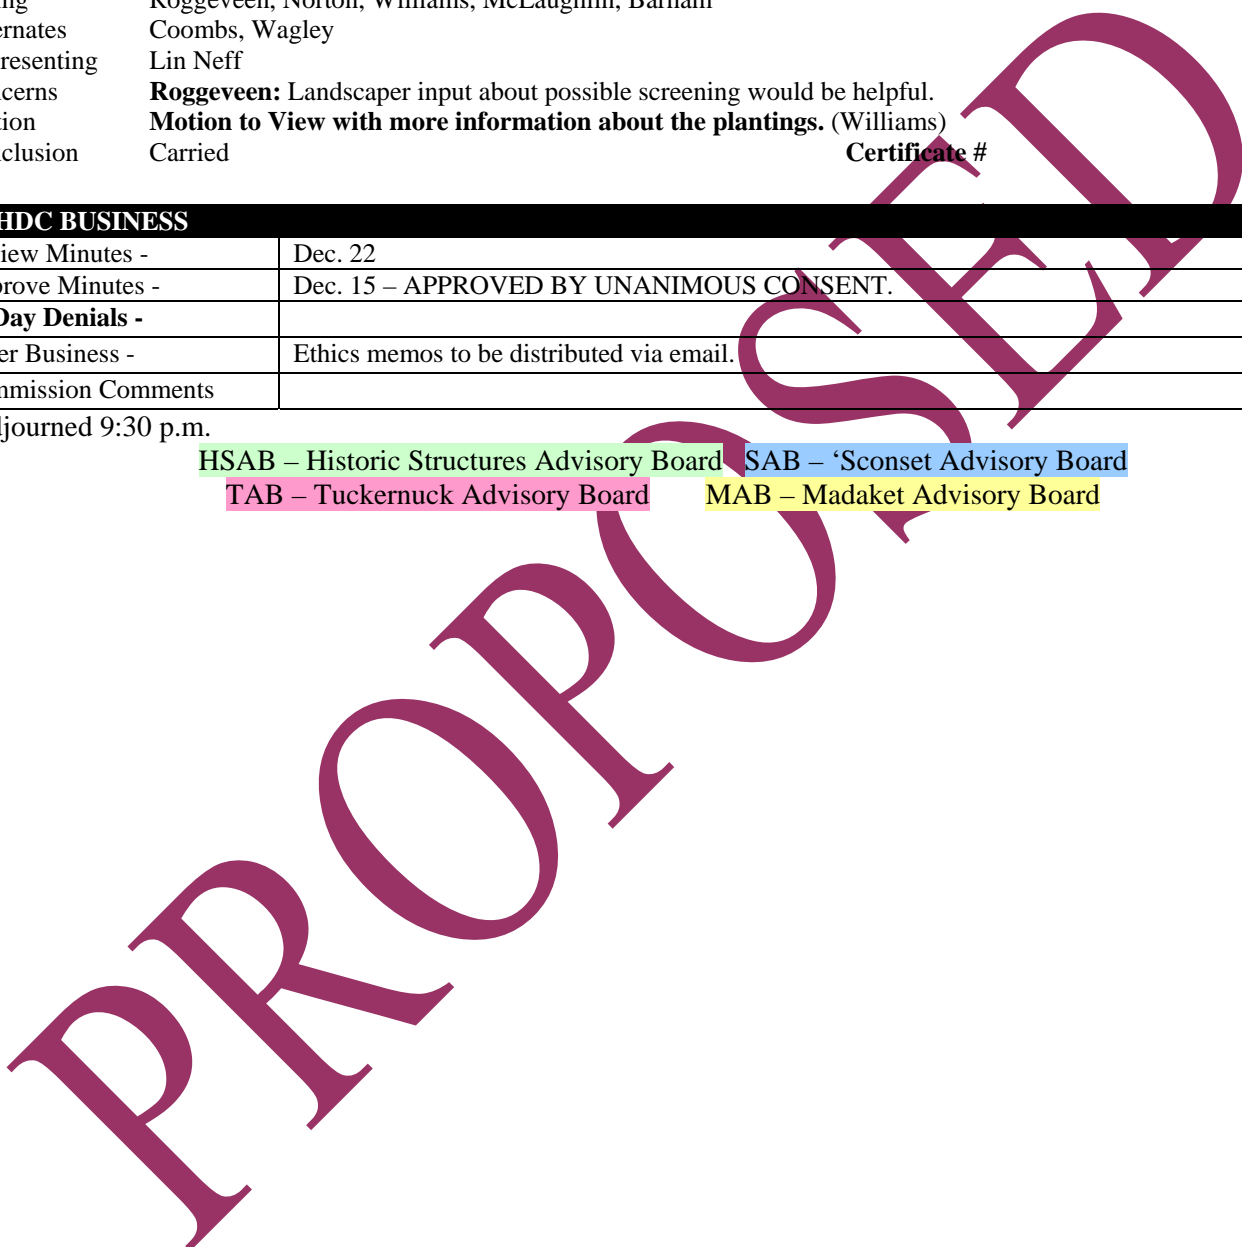 ng Roggeveen, Norton, Williams, McLaughlin, Barham
ernates Coombs, Wagley
resenting Lin Neff
cerns Roggeveen: Landscaper input about possible screening would be helpful.
tion Motion to View with more information about the plantings. (Williams)
clusion Carried Certificate #
HDC BUSINESS
iew Minutes - Dec. 22
prove Minutes - Dec. 15 – APPROVED BY UNANIMOUS CONSENT.
Day Denials -
er Business - Ethics memos to be distributed via email.
mmission Comments
journed 9:30 p.m.
HSAB – Historic Structures Advisory Board SAB – ‘Sconset Advisory Board
TAB – Tuckernuck Advisory Board MAB – Madaket Advisory Board
PROPOSED